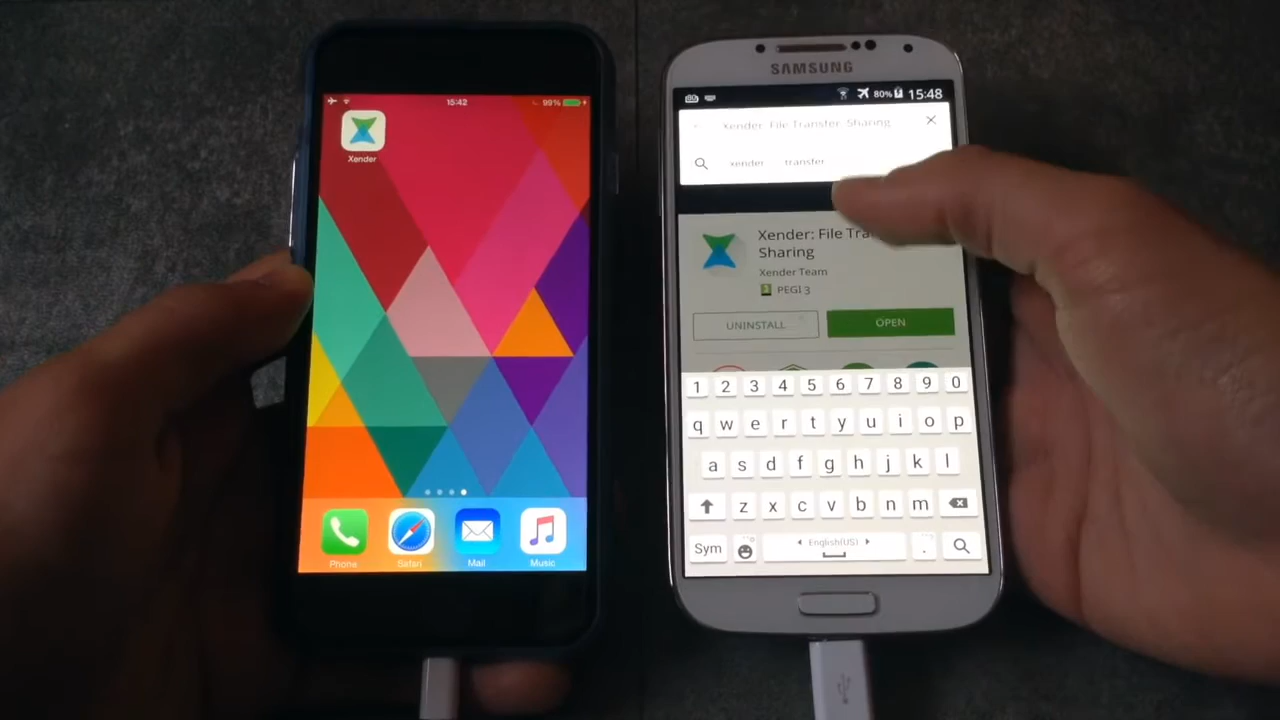 15:42
99%
Xender
Phone
Safari
Mail
Music
SAMSUNG
80%
15:48
Xender: File Transfer, Sharing
xender transfer
Xender: File Tra
Sharing
Xender Team
3 PEGI 3
UNINSTALL
OPEN
1 2 3 4 5 6 7 8 9 0
q w e r t y u i o p
a s d f g h j k l
z x c v b n m
Sym
English(US)
.